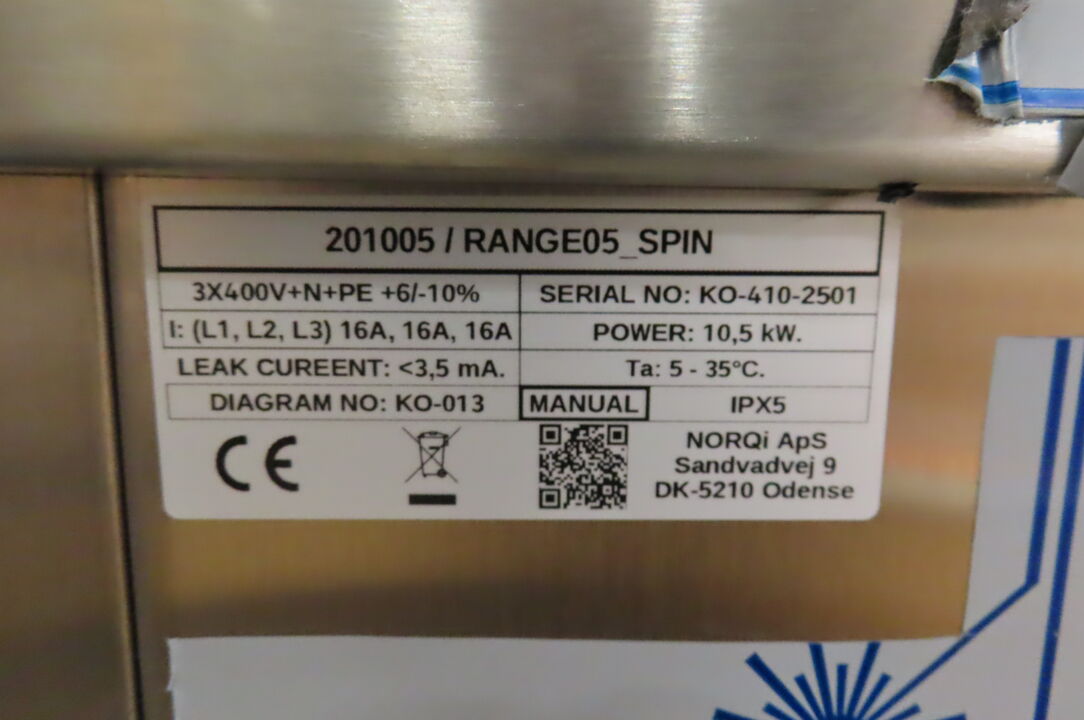 201005 / RANGE05_SPIN
3X400V+N+PE +6/-10%
SERIAL NO: KO-410-2501
I: (L1, L2, L3) 16A, 16A, 16A
POWER: 10,5 kW.
LEAK CUREENT: <3,5 mA.
Ta: 5 - 35°C.
DIAGRAM NO: KO-013
MANUAL
IPX5
CE
NORQi ApS
Sandvadvej 9
DK-5210 Odense